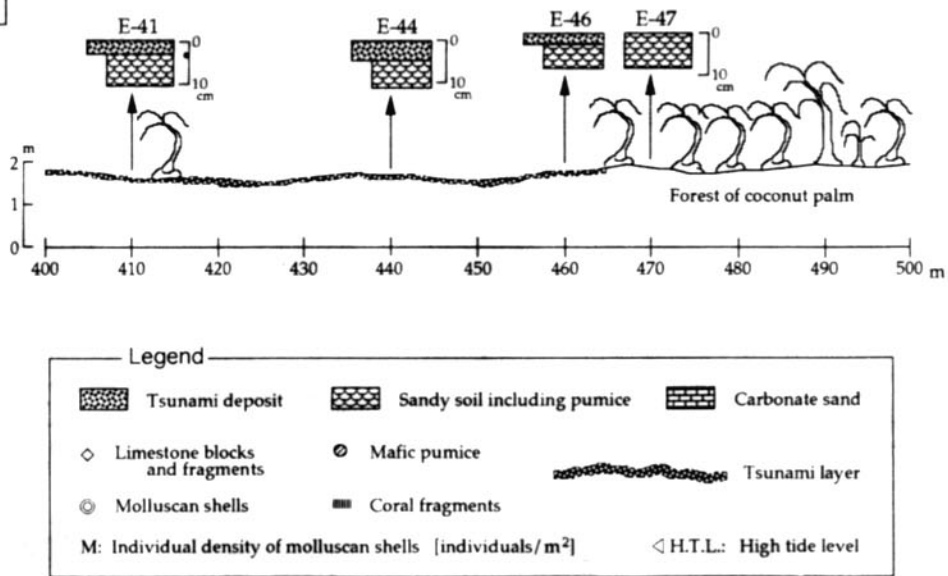 E-41 E-44 E-46 E-47
0 0 0
10 10 10
cm cm cm
m
2
1
0
Forest of coconut palm
400 410 420 430 440 450 460 470 480 490 500 m
Legend
Tsunami deposit Sandy soil including pumice Carbonate sand
Limestone blocks and fragments Mafic pumice
Tsunami layer
Molluscan shells Coral fragments
M: Individual density of molluscan shells [individuals/m²] H.T.L.: High tide level